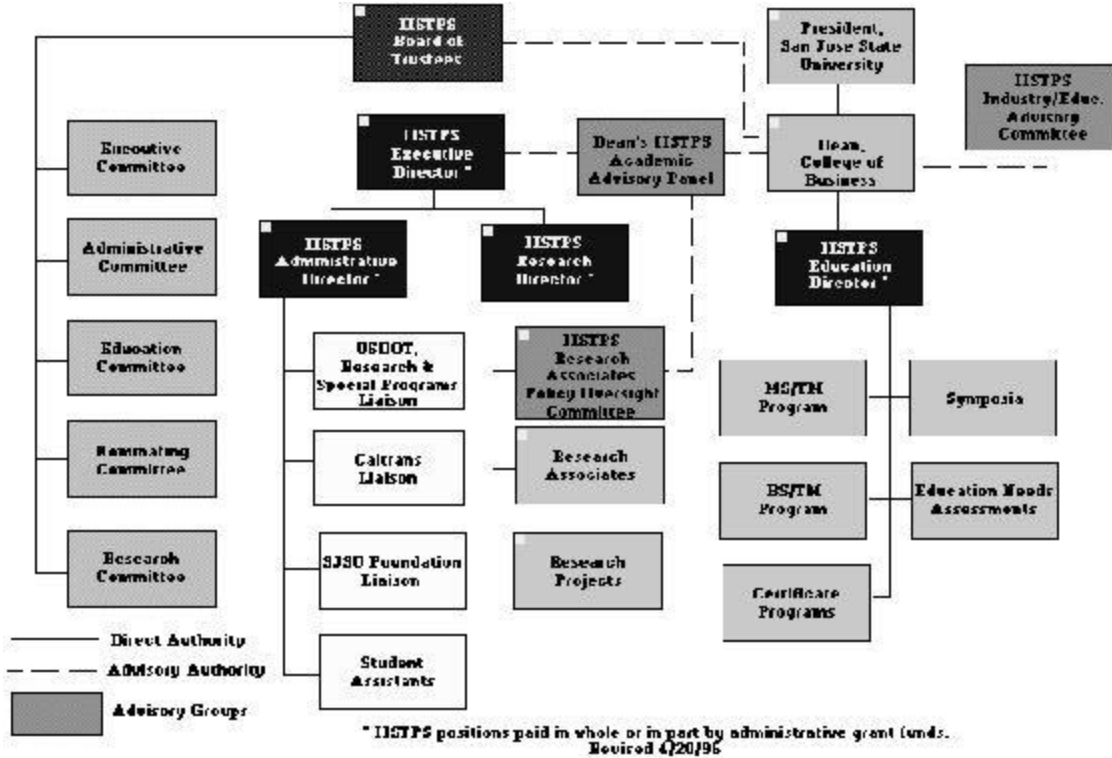 IISTPS
Board of
Trustees
President,
San Jose State
University
IISTPS
Industry/Educ.
Advisory
Committee
Executive
Committee
IISTPS
Executive
Director *
Dean's IISTPS
Academic
Advisory Panel
Dean,
College of
Business
Administrative
Committee
IISTPS
Administrative
Director *
IISTPS
Research
Director *
IISTPS
Education
Director *
Education
Committee
USDOT,
Research &
Special Programs
Liaison
IISTPS
Research
Associates
Policy Oversight
Committee
MS/TM
Program
Symposia
Nominating
Committee
Caltrans
Liaison
Research
Associates
BS/TM
Program
Education Needs
Assessments
Research
Committee
SJSU Foundation
Liaison
Research
Projects
Certificate
Programs
Direct Authority
Advisory Authority
Student
Assistants
Advisory Groups
* IISTPS positions paid in whole or in part by administrative grant funds.
Revised 4/20/96